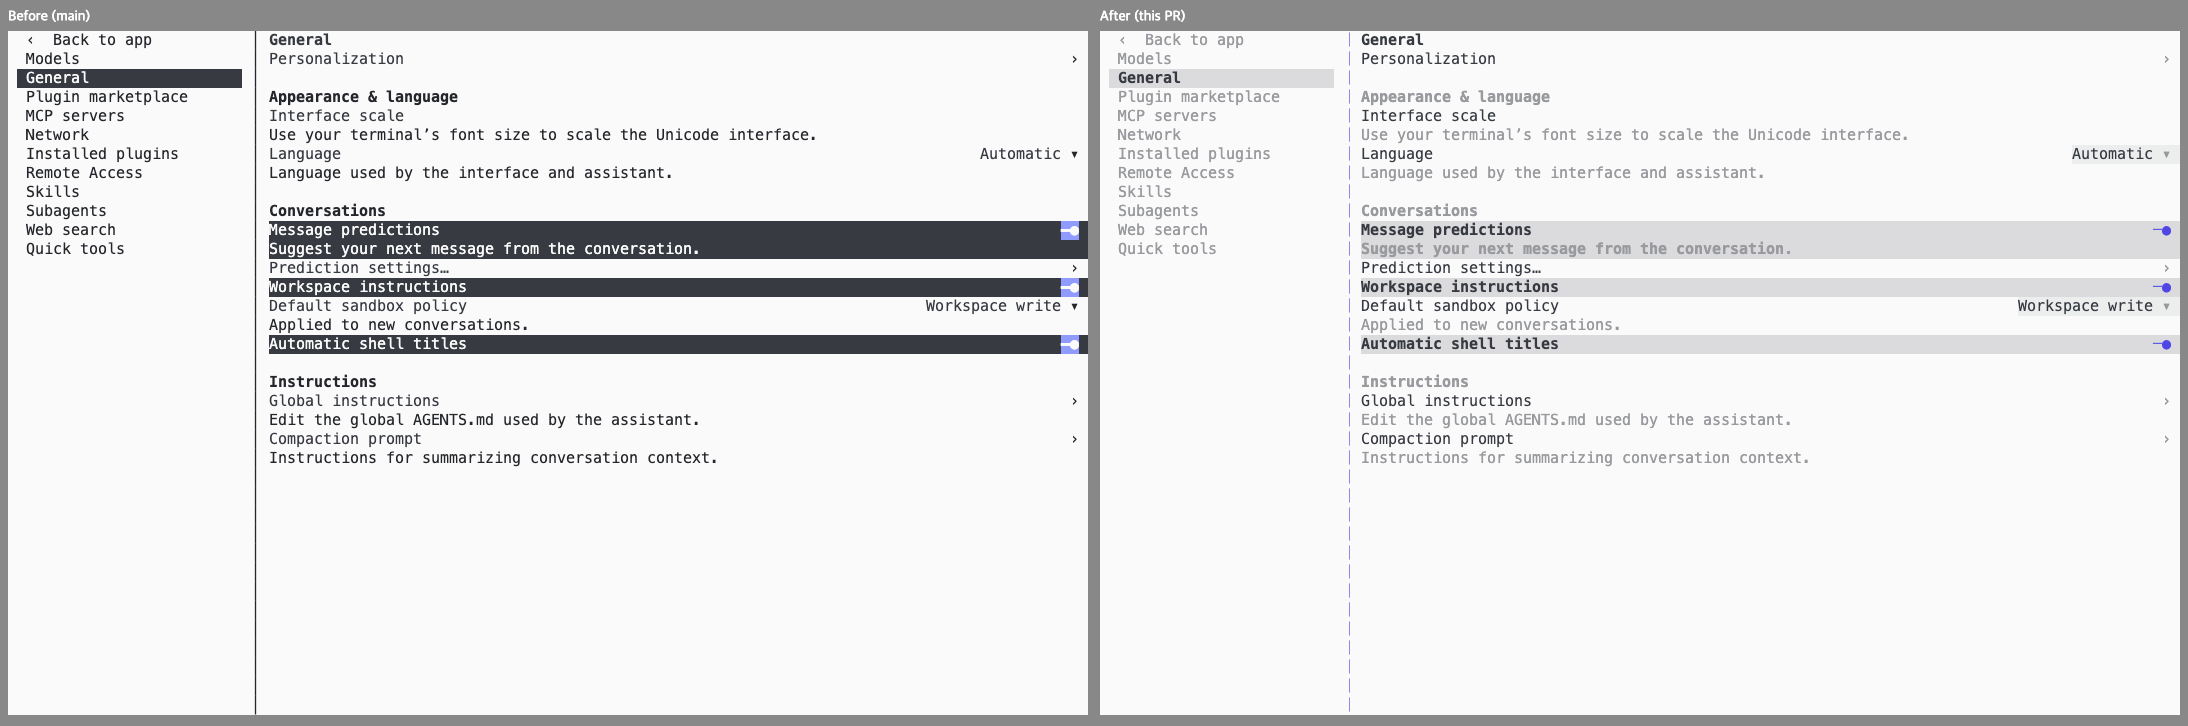 Before (main)
‹ Back to app
Models
General
Plugin marketplace
MCP servers
Network
Installed plugins
Remote Access
Skills
Subagents
Web search
Quick tools
General
Personalization ›
Appearance & language
Interface scale
Use your terminal’s font size to scale the Unicode interface.
Language Automatic ▾
Language used by the interface and assistant.
Conversations
Message predictions
Suggest your next message from the conversation.
Prediction settings… ›
Workspace instructions
Default sandbox policy Workspace write ▾
Applied to new conversations.
Automatic shell titles
Instructions
Global instructions ›
Edit the global AGENTS.md used by the assistant.
Compaction prompt ›
Instructions for summarizing conversation context.
After (this PR)
‹ Back to app
Models
General
Plugin marketplace
MCP servers
Network
Installed plugins
Remote Access
Skills
Subagents
Web search
Quick tools
General
Personalization ›
Appearance & language
Interface scale
Use your terminal’s font size to scale the Unicode interface.
Language Automatic ▾
Language used by the interface and assistant.
Conversations
Message predictions
Suggest your next message from the conversation.
Prediction settings… ›
Workspace instructions
Default sandbox policy Workspace write ▾
Applied to new conversations.
Automatic shell titles
Instructions
Global instructions ›
Edit the global AGENTS.md used by the assistant.
Compaction prompt ›
Instructions for summarizing conversation context.